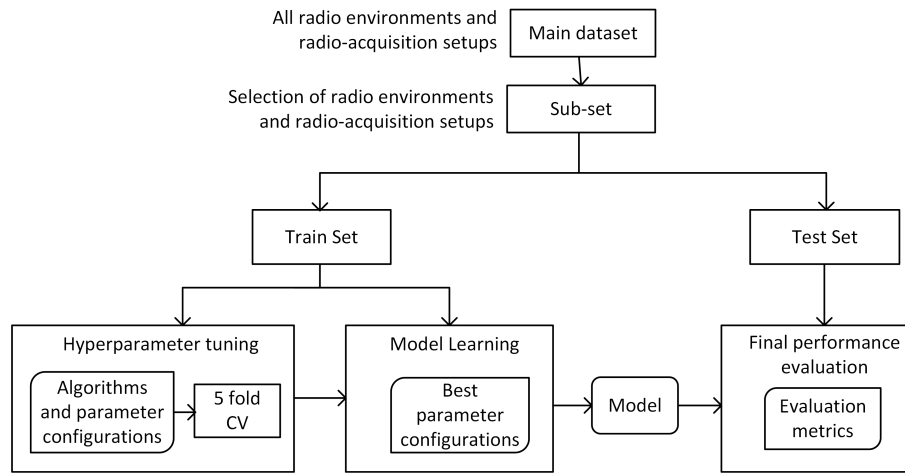 All radio environments and
radio-acquisition setups
Main dataset
Selection of radio environments
and radio-acquisition setups
Sub-set
Train Set
Test Set
Hyperparameter tuning
Algorithms
and parameter
configurations
5 fold
CV
Model Learning
Best
parameter
configurations
Model
Final performance
evaluation
Evaluation
metrics